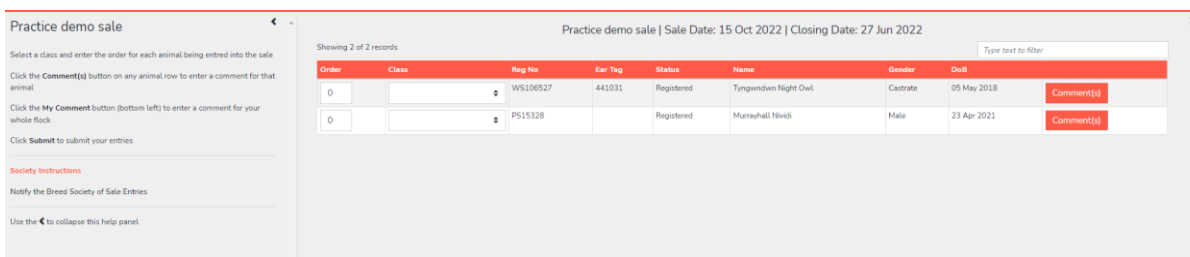 Practice demo sale
Select a class and enter the order for each animal being entred into the sale
Click the Comment(s) button on any animal row to enter a comment for that
animal
Click the My Comment button (bottom left) to enter a comment for your
whole flock
Click Submit to submit your entries
Society Instructions
Notify the Breed Society of Sale Entries
Use the < to collapse this help panel
Practice demo sale | Sale Date: 15 Oct 2022 | Closing Date: 27 Jun 2022
Showing 2 of 2 records
Type text to filter
Order Class Reg No Ear Tag Status Name Gender DoB
0 WS106527 441031 Registered Tyngwndwn Night Owl Castrate 05 May 2018 Comment(s)
0 PS15328 Registered Murrayhall Nividi Male 23 Apr 2021 Comment(s)